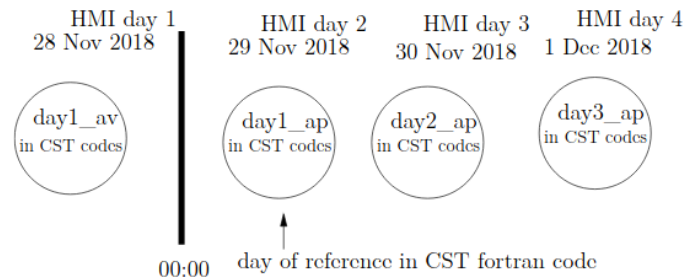 HMI day 1
28 Nov 2018
HMI day 2
29 Nov 2018
HMI day 3
30 Nov 2018
HMI day 4
1 Dec 2018
day1_av
in CST codes
day1_ap
in CST codes
day2_ap
in CST codes
day3_ap
in CST codes
00:00
day of reference in CST fortran code